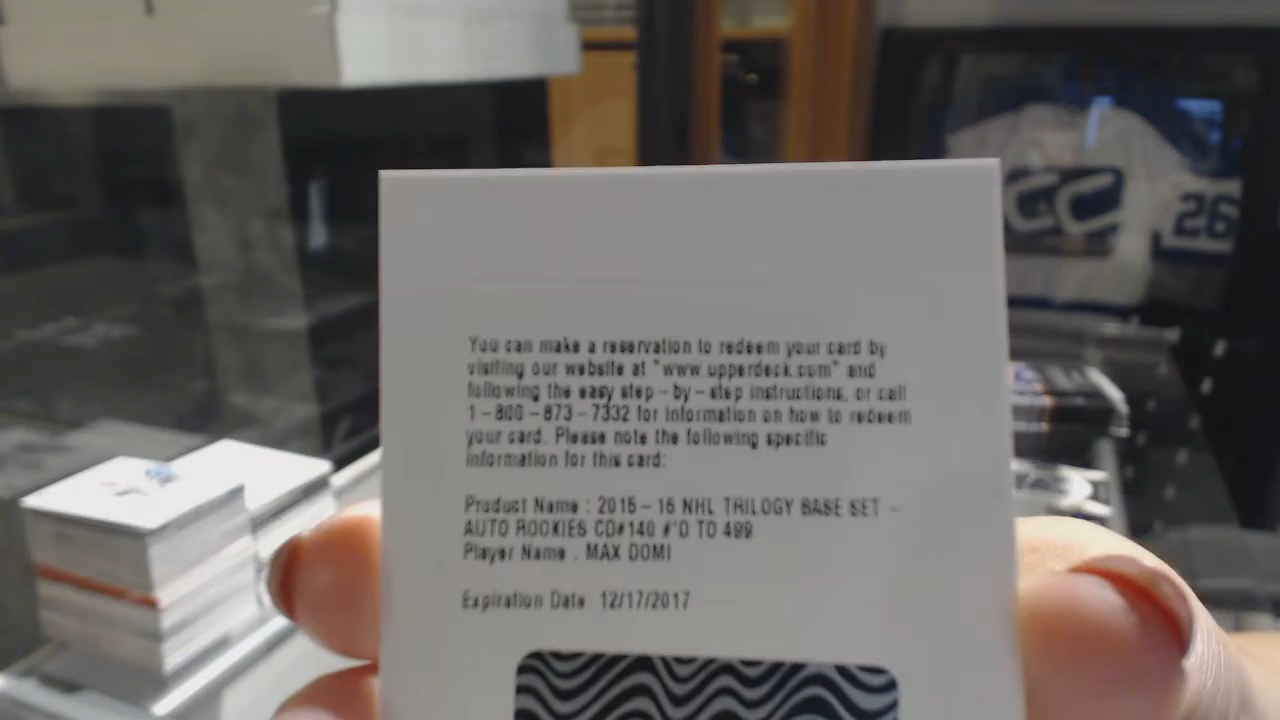 You can make a reservation to redeem your card by
visiting our website at "www.upperdeck.com" and
following the easy step-by-step instructions, or call
1-800-873-7332 for information on how to redeem
your card. Please note the following specific
information for this card:
Product Name : 2015-16 NHL TRILOGY BASE SET -
AUTO ROOKIES CD#140 #'D TO 499
Player Name : MAX DOMI
Expiration Date 12/17/2017
26